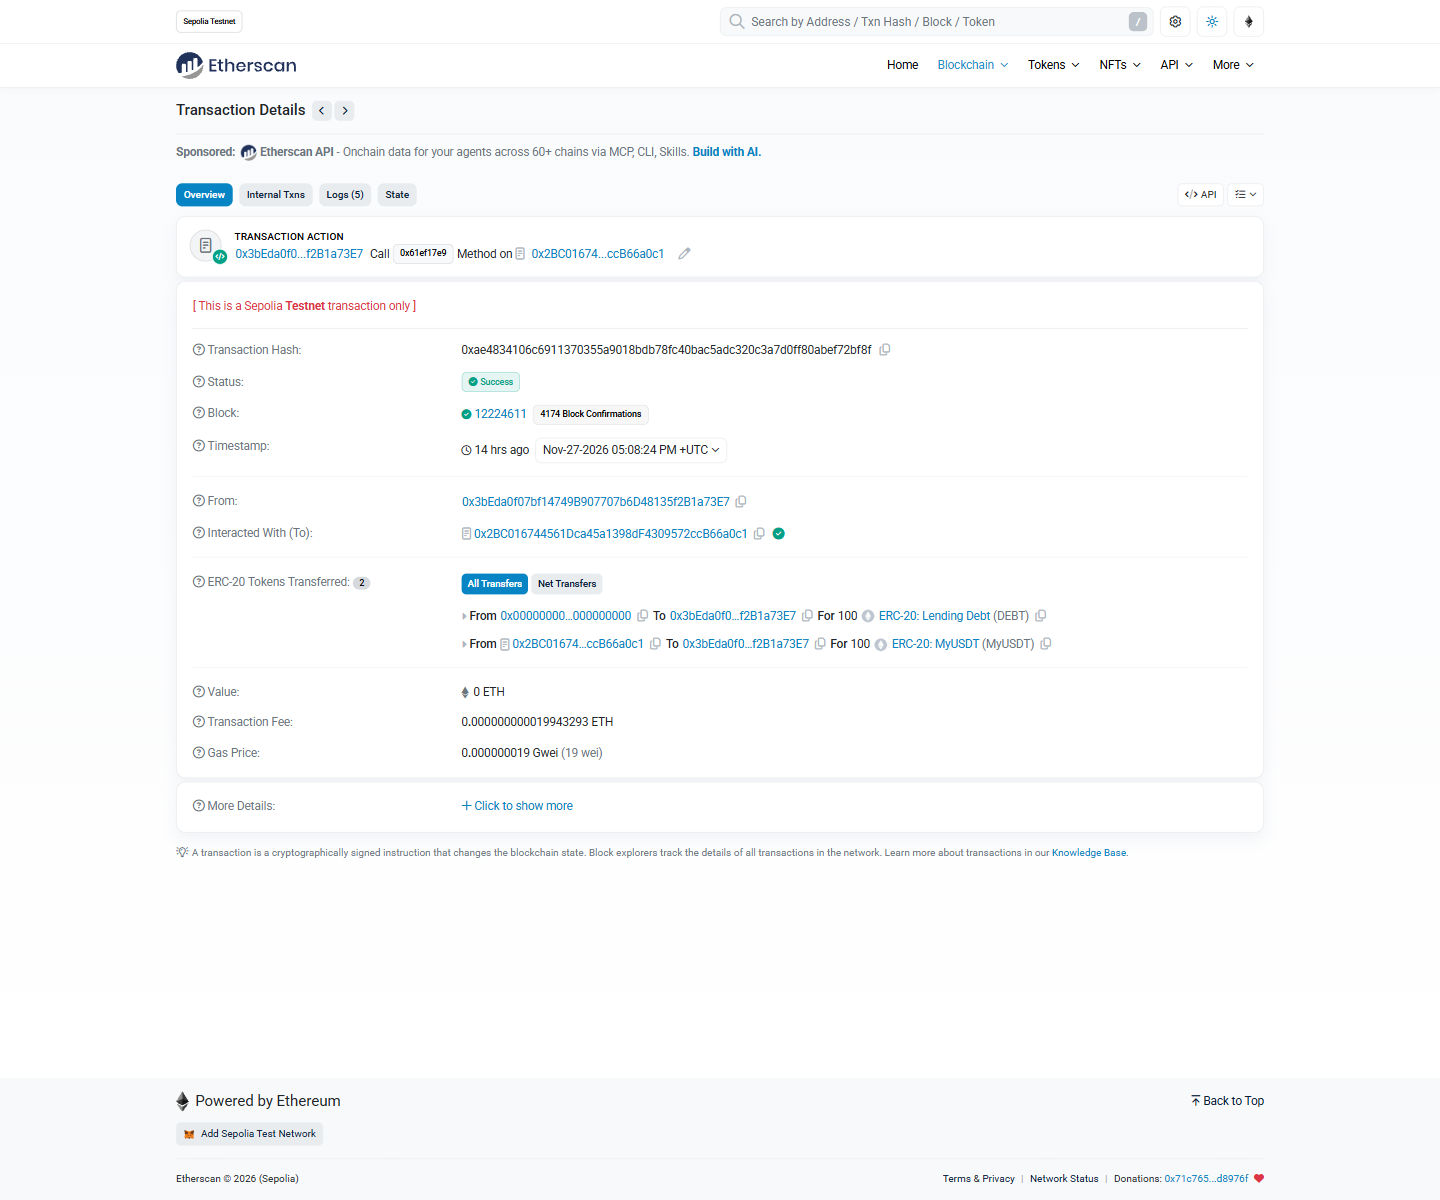 Sepolia Testnet
Search by Address / Txn Hash / Block / Token
/
Etherscan
Home Blockchain Tokens NFTs API More
Transaction Details
Sponsored: Etherscan API - Onchain data for your agents across 60+ chains via MCP, CLI, Skills. Build with AI.
Overview Internal Txns Logs (5) State
</> API
TRANSACTION ACTION
0x3bEda0f0...f2B1a73E7 Call 0x61ef17e9 Method on 0x2BC01674...ccB66a0c1
[ This is a Sepolia Testnet transaction only ]
Transaction Hash: 0xae4834106c6911370355a9018bdb78fc40bac5adc320c3a7d0ff80abef72bf8f
Status: Success
Block: 12224611 4174 Block Confirmations
Timestamp: 14 hrs ago Nov-27-2026 05:08:24 PM +UTC
From: 0x3bEda0f07bf14749B907707b6D48135f2B1a73E7
Interacted With (To): 0x2BC016744561Dca45a1398dF4309572ccB66a0c1
ERC-20 Tokens Transferred: 2 All Transfers Net Transfers
From 0x00000000...000000000 To 0x3bEda0f0...f2B1a73E7 For 100 ERC-20: Lending Debt (DEBT)
From 0x2BC01674...ccB66a0c1 To 0x3bEda0f0...f2B1a73E7 For 100 ERC-20: MyUSDT (MyUSDT)
Value: 0 ETH
Transaction Fee: 0.000000000019943293 ETH
Gas Price: 0.000000019 Gwei (19 wei)
More Details: + Click to show more
A transaction is a cryptographically signed instruction that changes the blockchain state. Block explorers track the details of all transactions in the network. Learn more about transactions in our Knowledge Base.
Powered by Ethereum
Back to Top
Add Sepolia Test Network
Etherscan © 2026 (Sepolia)
Terms & Privacy | Network Status | Donations: 0x71c765...d8976f